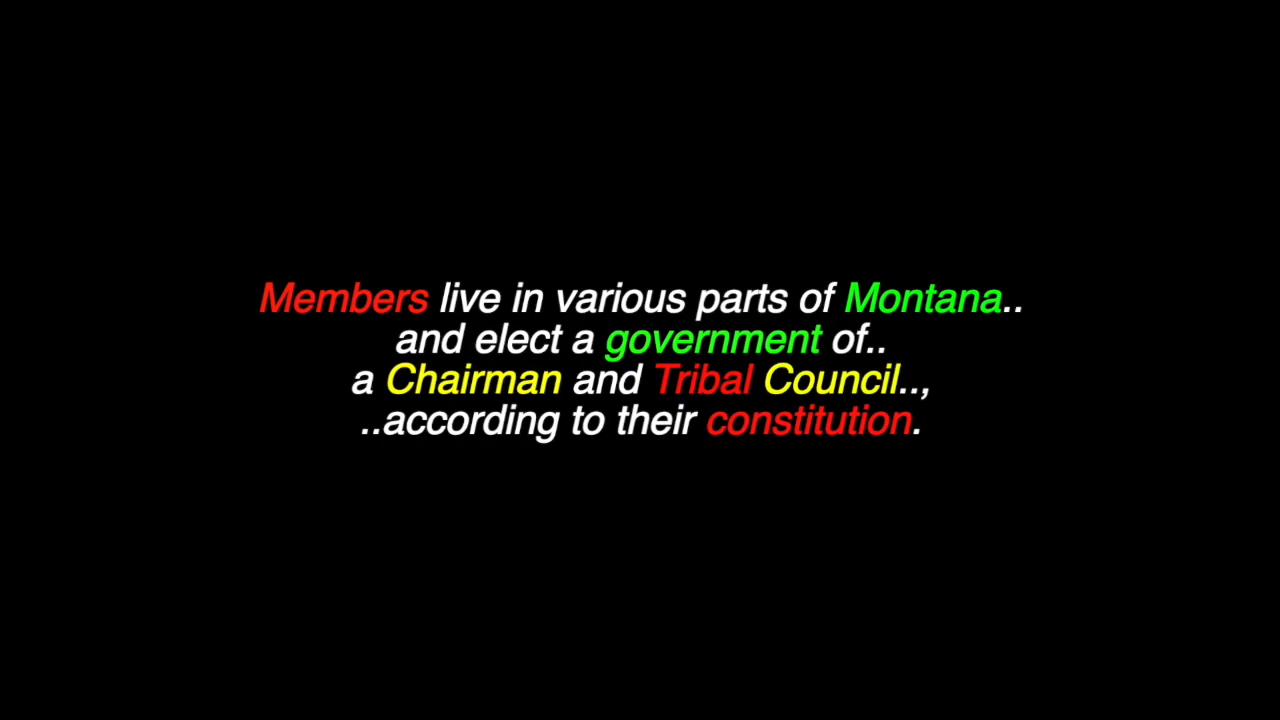 Members live in various parts of Montana..
and elect a government of..
a Chairman and Tribal Council..,
..according to their constitution.